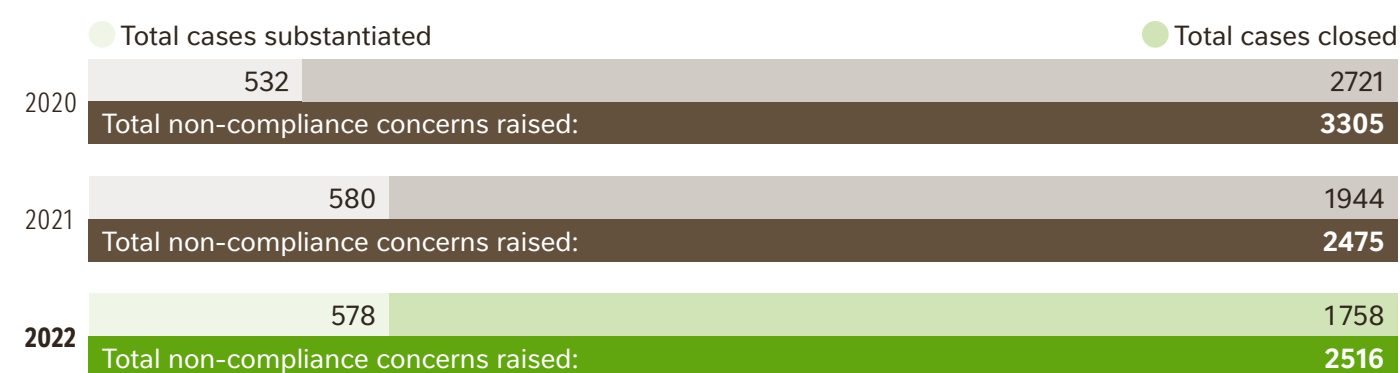 Total cases substantiated Total cases closed
532 2721
2020
Total non-compliance concerns raised: 3305
580 1944
2021
Total non-compliance concerns raised: 2475
578 1758
2022
Total non-compliance concerns raised: 2516